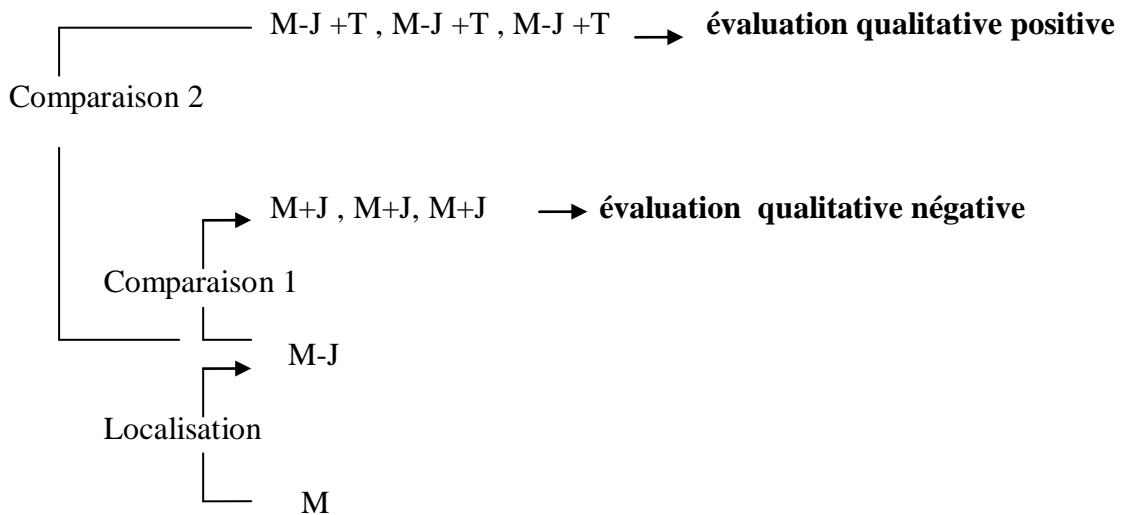 M-J +T , M-J +T , M-J +T évaluation qualitative positive
Comparaison 2
M+J , M+J, M+J évaluation qualitative négative
Comparaison 1
M-J
Localisation
M